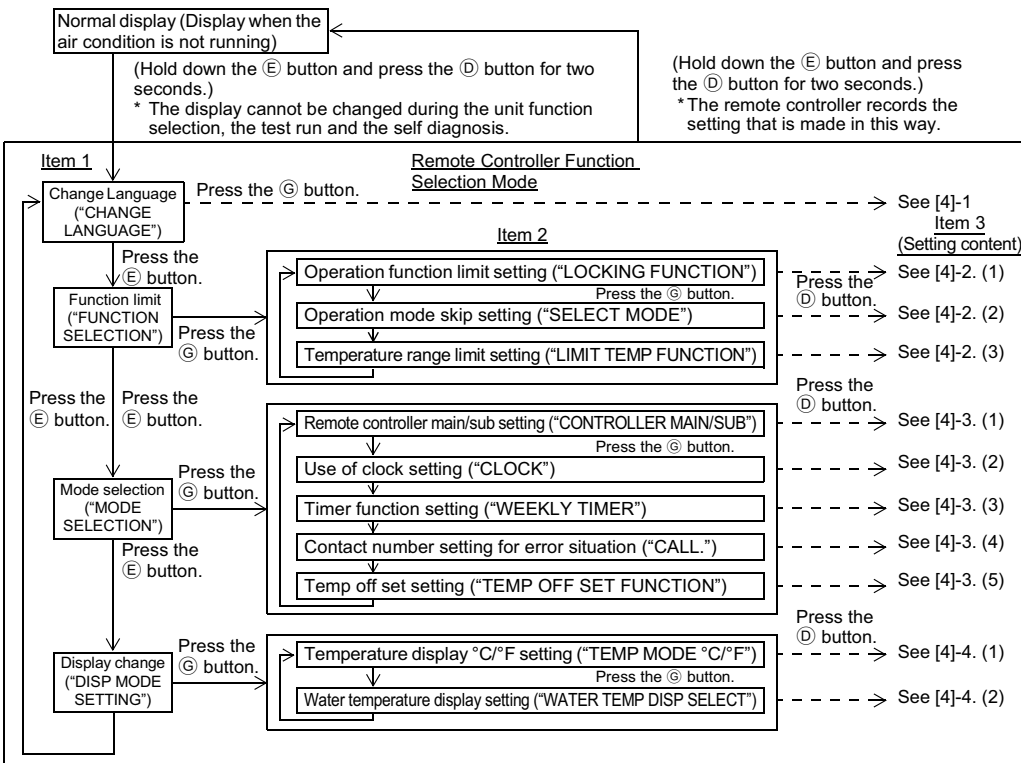 Normal display (Display when the
air condition is not running)
(Hold down the Ⓔ button and press the Ⓓ button for two
seconds.)
* The display cannot be changed during the unit function
selection, the test run and the self diagnosis.
(Hold down the Ⓔ button and press
the Ⓓ button for two seconds.)
*The remote controller records the
setting that is made in this way.
Item 1
Remote Controller Function
Selection Mode
Change Language
(“CHANGE
LANGUAGE”)
Press the Ⓖ button.
See [4]-1
Item 3
(Setting content)
Item 2
Press the
Ⓔ button.
Function limit
(“FUNCTION
SELECTION”)
Press the
Ⓖ button.
Operation function limit setting (“LOCKING FUNCTION”)
Press the Ⓖ button.
Operation mode skip setting (“SELECT MODE”)
Temperature range limit setting (“LIMIT TEMP FUNCTION”)
Press the
Ⓓ button.
See [4]-2. (1)
See [4]-2. (2)
See [4]-2. (3)
Press the
Ⓔ button.
Press the
Ⓔ button.
Mode selection
(“MODE
SELECTION”)
Press the
Ⓖ button.
Remote controller main/sub setting (“CONTROLLER MAIN/SUB”)
Press the Ⓖ button.
Use of clock setting (“CLOCK”)
Timer function setting (“WEEKLY TIMER”)
Contact number setting for error situation (“CALL.”)
Temp off set setting (“TEMP OFF SET FUNCTION”)
Press the
Ⓓ button.
See [4]-3. (1)
See [4]-3. (2)
See [4]-3. (3)
See [4]-3. (4)
See [4]-3. (5)
Press the
Ⓔ button.
Display change
(“DISP MODE
SETTING”)
Press the
Ⓖ button.
Temperature display °C/°F setting (“TEMP MODE °C/°F”)
Press the Ⓖ button.
Water temperature display setting (“WATER TEMP DISP SELECT”)
Press the
Ⓓ button.
See [4]-4. (1)
See [4]-4. (2)